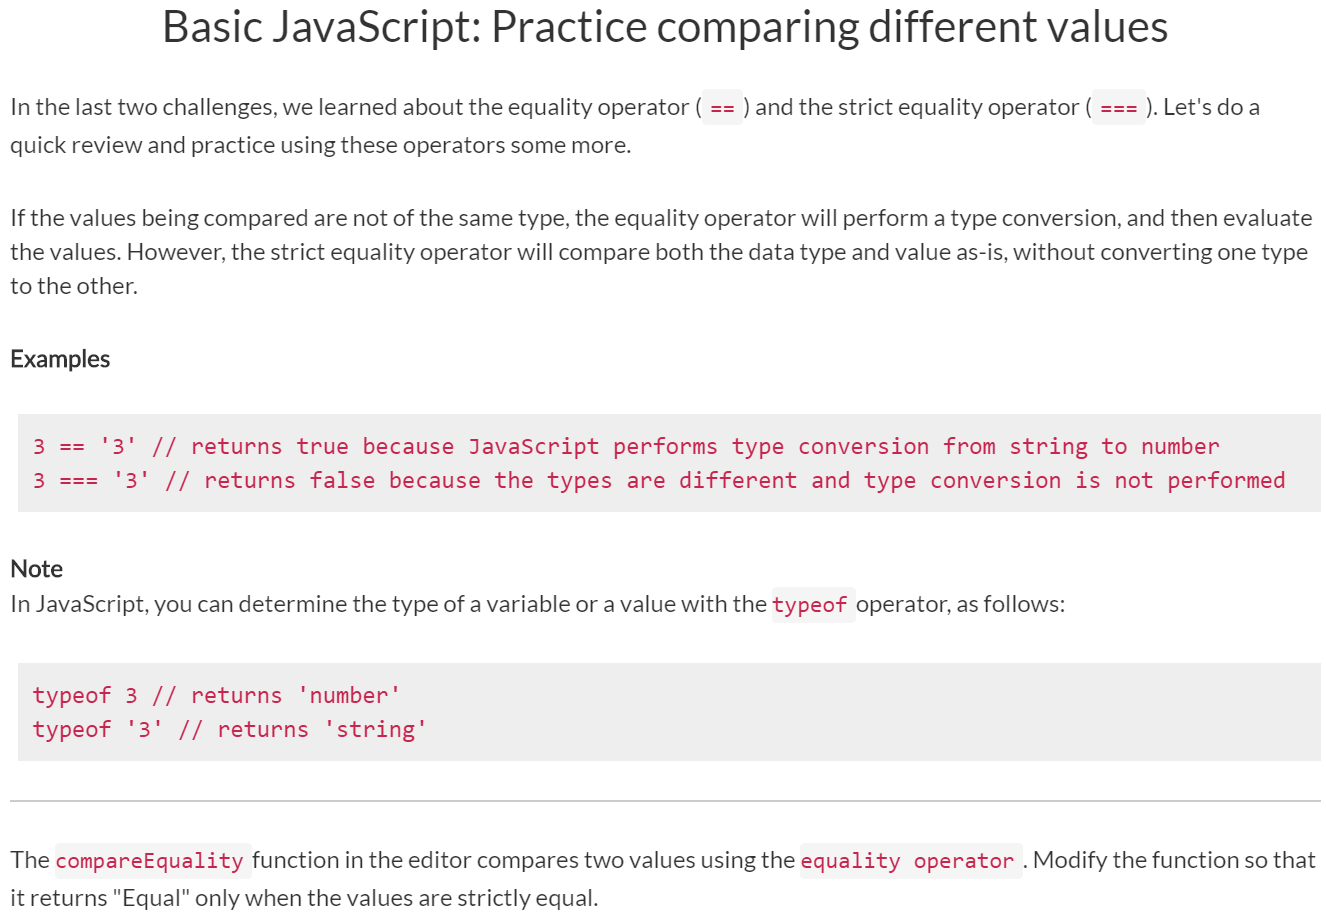 Basic JavaScript: Practice comparing different values
In the last two challenges, we learned about the equality operator ( == ) and the strict equality operator ( === ). Let's do a
quick review and practice using these operators some more.
If the values being compared are not of the same type, the equality operator will perform a type conversion, and then evaluate
the values. However, the strict equality operator will compare both the data type and value as-is, without converting one type
to the other.
Examples
3 == '3' // returns true because JavaScript performs type conversion from string to number
3 === '3' // returns false because the types are different and type conversion is not performed
Note
In JavaScript, you can determine the type of a variable or a value with the typeof operator, as follows:
typeof 3 // returns 'number'
typeof '3' // returns 'string'
The compareEquality function in the editor compares two values using the equality operator . Modify the function so that
it returns "Equal" only when the values are strictly equal.